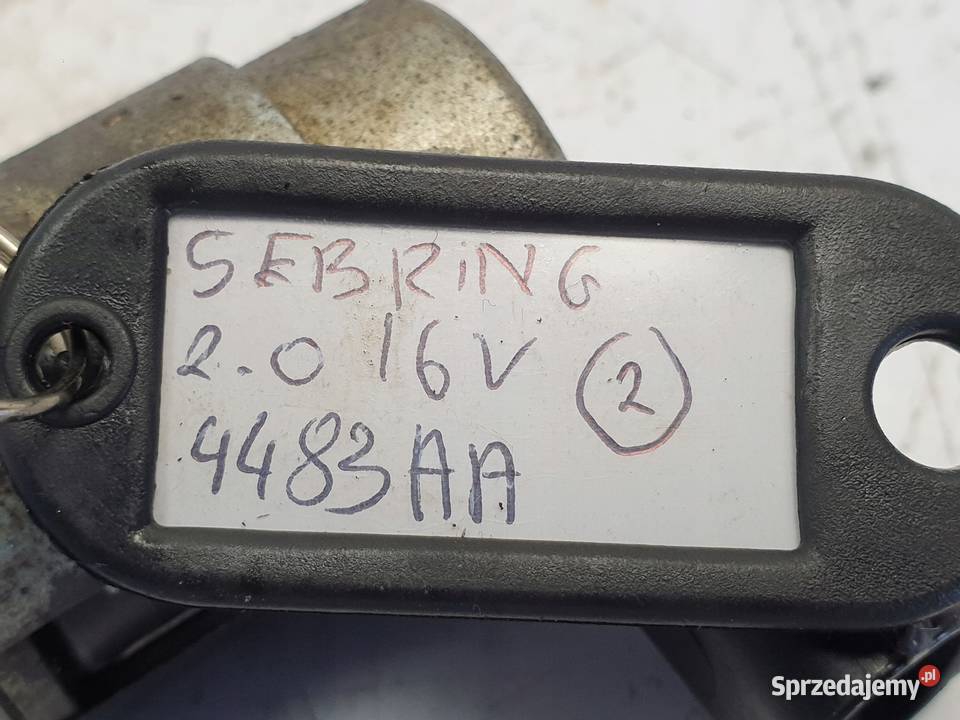 SEBRiNG
2.0 16V
2
4483AA
Sprzedajemy.pl